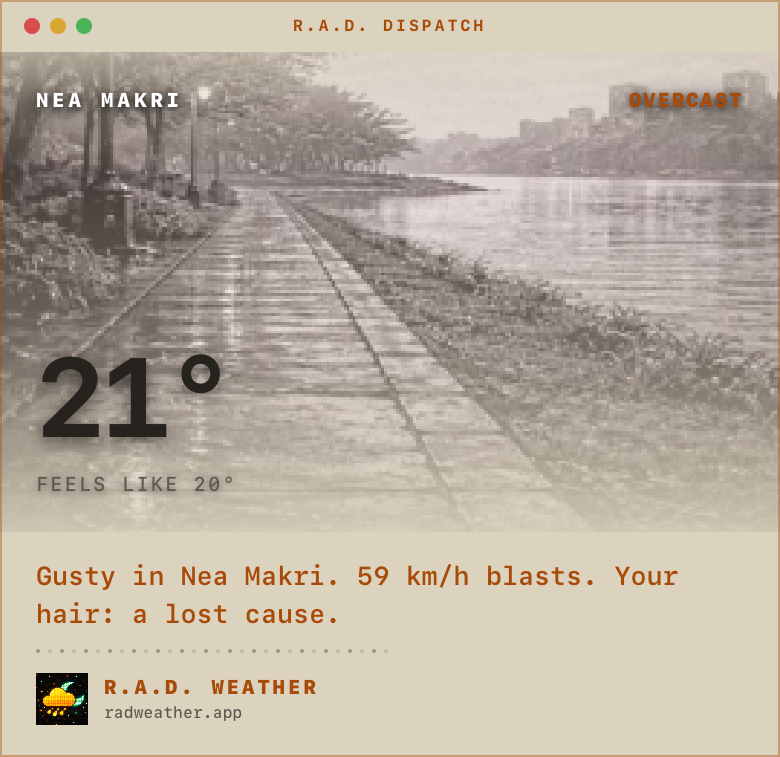 R.A.D. DISPATCH
NEA MAKRI
OVERCAST
21°
FEELS LIKE 20°
Gusty in Nea Makri. 59 km/h blasts. Your
hair: a lost cause.
R.A.D. WEATHER
radweather.app